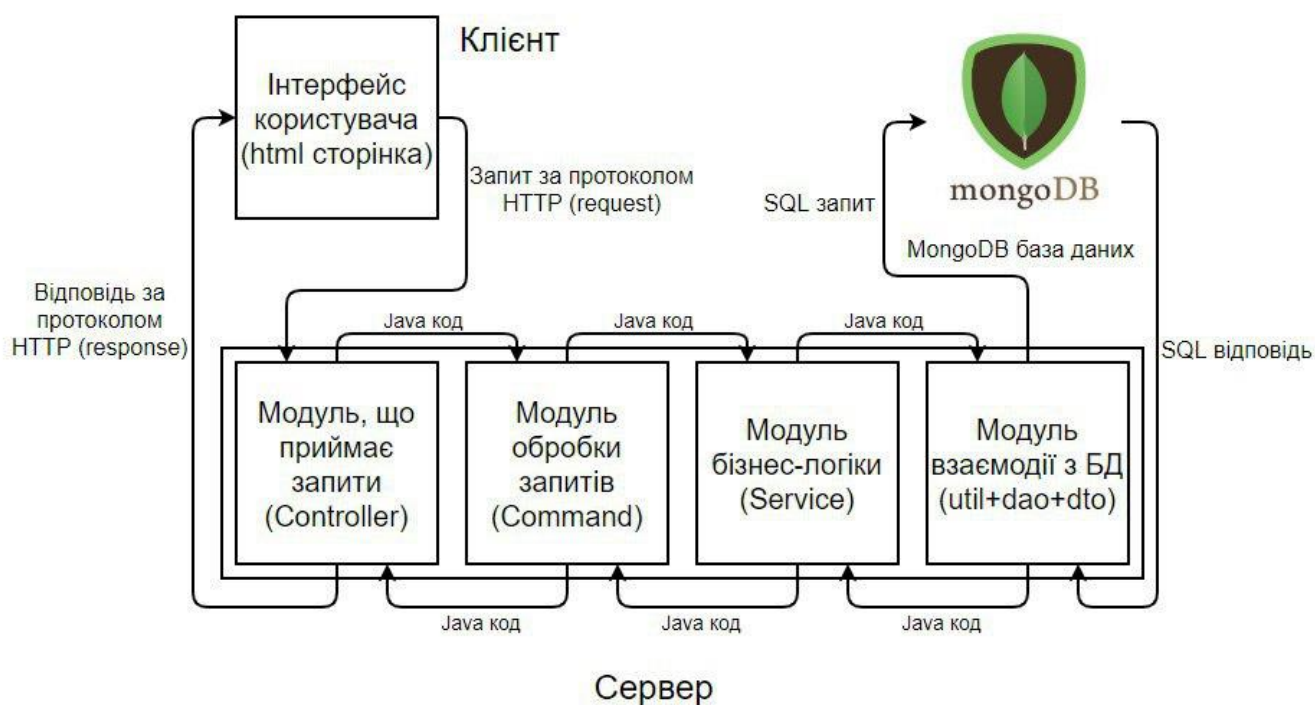 Клієнт
Інтерфейс
користувача
(html сторінка)
Запит за протоколом
HTTP (request)
SQL запит
mongoDB
MongoDB база даних
Відповідь за
протоколом
HTTP (response)
Java код
Java код
Java код
SQL відповідь
Модуль, що
приймає
запити
(Controller)
Модуль
обробки
запитів
(Command)
Модуль
бізнес-логіки
(Service)
Модуль
взаємодії з БД
(util+dao+dto)
Java код
Java код
Java код
Сервер